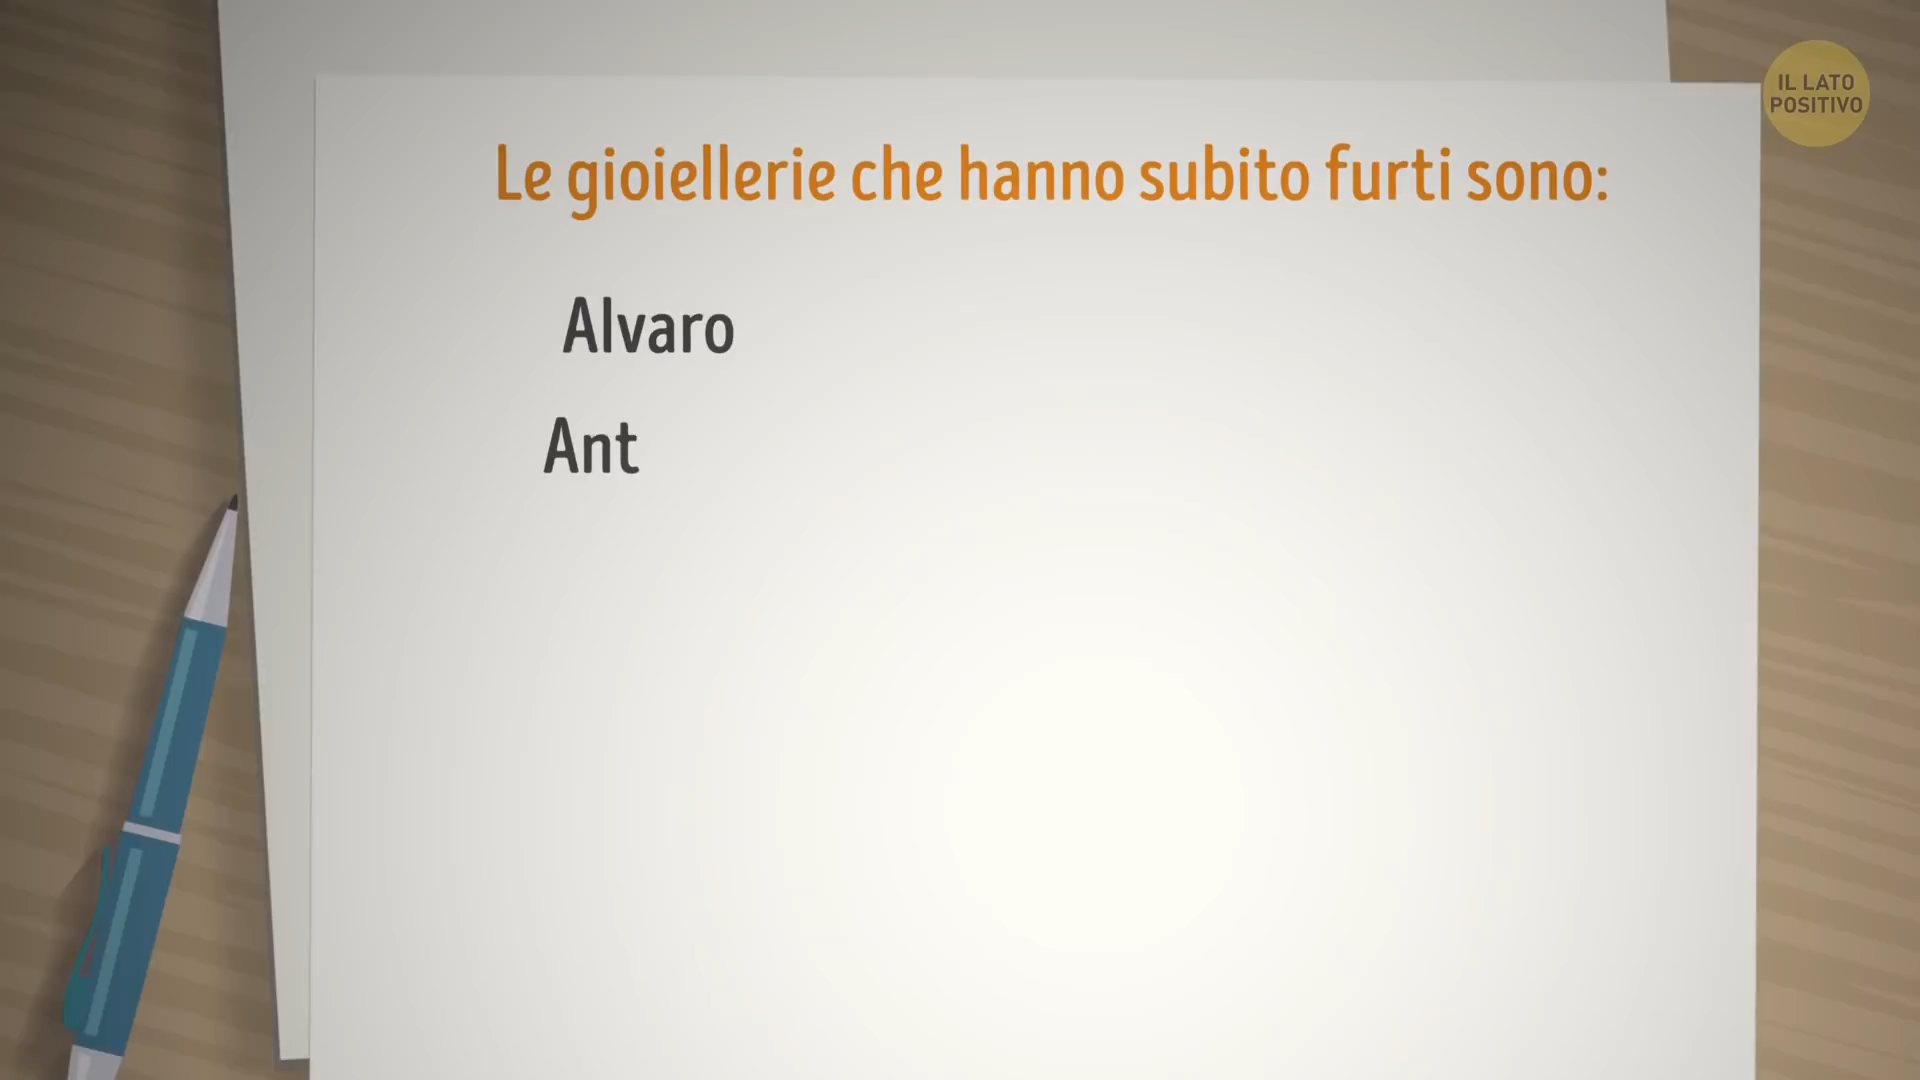 IL LATO
POSITIVO
Le gioiellerie che hanno subito furti sono:
Alvaro
Ant